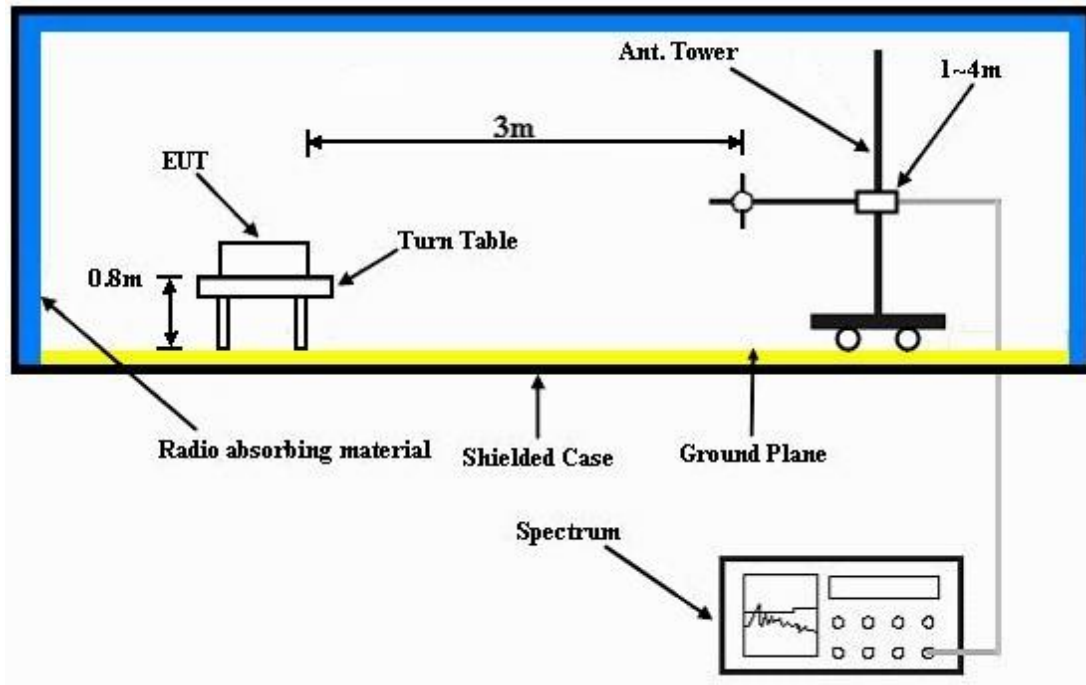 Ant. Tower
1~4m
3m
EUT
Turn Table
0.8m
Radio absorbing material
Shielded Case
Ground Plane
Spectrum